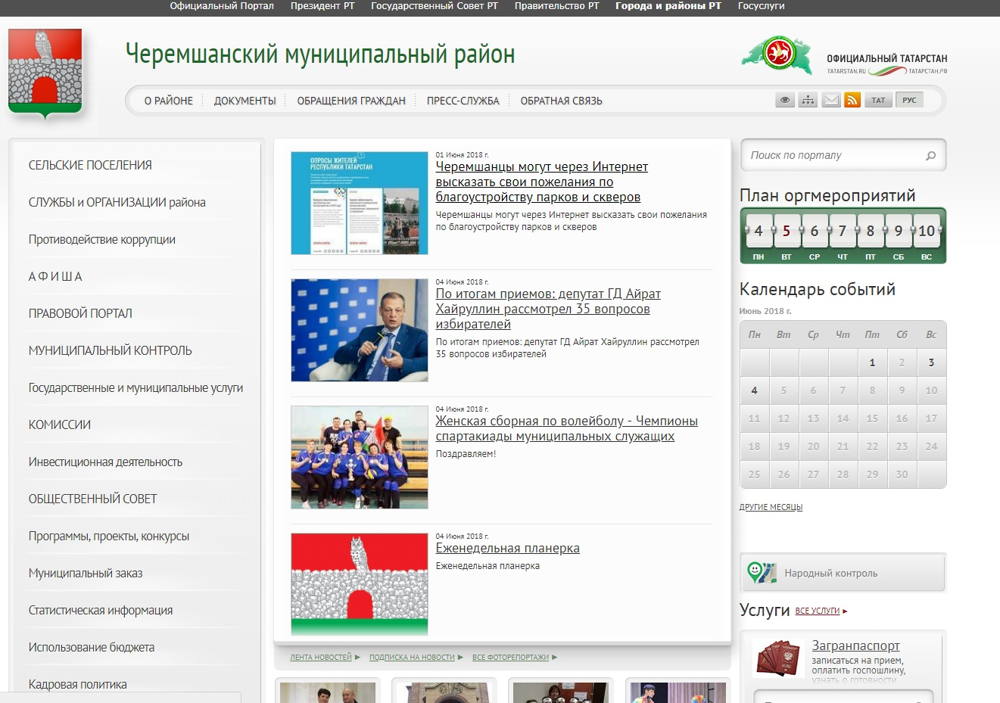 Официальный Портал Президент РТ Государственный Совет РТ Правительство РТ Города и районы РТ Госуслуги
Черемшанский муниципальный район
ОФИЦИАЛЬНЫЙ ТАТАРСТАН
TATARSTAN.RU ТАТАРСТАН.РФ
О РАЙОНЕ ДОКУМЕНТЫ ОБРАЩЕНИЯ ГРАЖДАН ПРЕСС-СЛУЖБА ОБРАТНАЯ СВЯЗЬ
ТАТ РУС
СЕЛЬСКИЕ ПОСЕЛЕНИЯ
СЛУЖБЫ и ОРГАНИЗАЦИИ района
Противодействие коррупции
А Ф И Ш А
ПРАВОВОЙ ПОРТАЛ
МУНИЦИПАЛЬНЫЙ КОНТРОЛЬ
Государственные и муниципальные услуги
КОМИССИИ
Инвестиционная деятельность
ОБЩЕСТВЕННЫЙ СОВЕТ
Программы, проекты, конкурсы
Муниципальный заказ
Статистическая информация
Использование бюджета
Кадровая политика
ОПРОСЫ ЖИТЕЛЕЙ
РЕСПУБЛИКИ ТАТАРСТАН
01 Июня 2018 г.
Черемшанцы могут через Интернет
высказать свои пожелания по
благоустройству парков и скверов
Черемшанцы могут через Интернет высказать свои пожелания
по благоустройству парков и скверов
04 Июня 2018 г.
По итогам приемов: депутат ГД Айрат
Хайруллин рассмотрел 35 вопросов
избирателей
По итогам приемов: депутат ГД Айрат Хайруллин рассмотрел
35 вопросов избирателей
04 Июня 2018 г.
Женская сборная по волейболу - Чемпионы
спартакиады муниципальных служащих
Поздравляем!
04 Июня 2018 г.
Еженедельная планерка
Еженедельная планерка
ЛЕНТА НОВОСТЕЙ ► ПОДПИСКА НА НОВОСТИ ► ВСЕ ФОТОРЕПОРТАЖИ ►
Поиск по порталу
План оргмероприятий
4 5 6 7 8 9 10
ПН ВТ СР ЧТ ПТ СБ ВС
Календарь событий
Июнь 2018 г.
Пн Вт Ср Чт Пт Сб Вс
1 2 3
4 5 6 7 8 9 10
11 12 13 14 15 16 17
18 19 20 21 22 23 24
25 26 27 28 29 30
ДРУГИЕ МЕСЯЦЫ
Народный контроль
Услуги ВСЕ УСЛУГИ ►
Загранпаспорт
записаться на прием,
оплатить госпошлину,
узнать о готовности